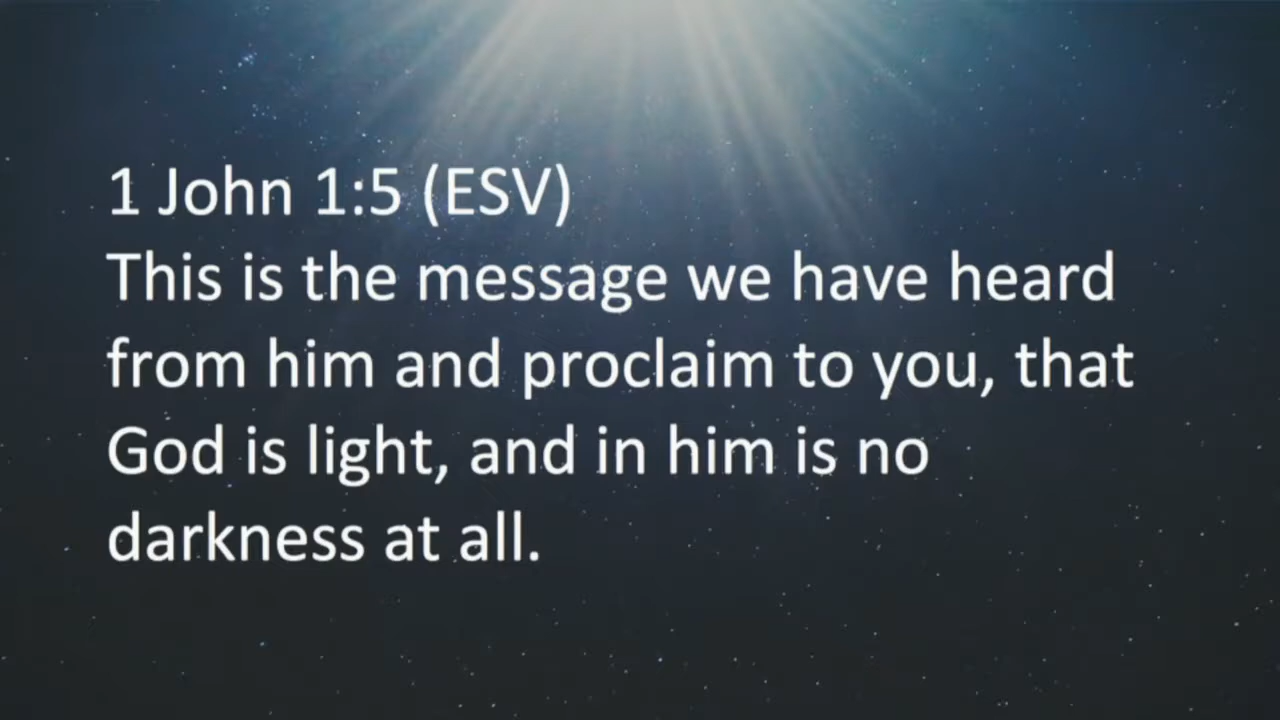 1 John 1:5 (ESV)
This is the message we have heard
from him and proclaim to you, that
God is light, and in him is no
darkness at all.